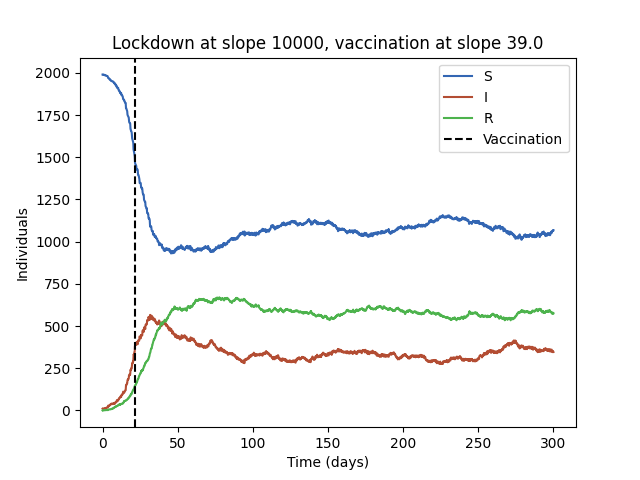 Lockdown at slope 10000, vaccination at slope 39.0
2000
1750
1500
1250
1000
750
500
250
0
Individuals
S
I
R
Vaccination
0 50 100 150 200 250 300
Time (days)